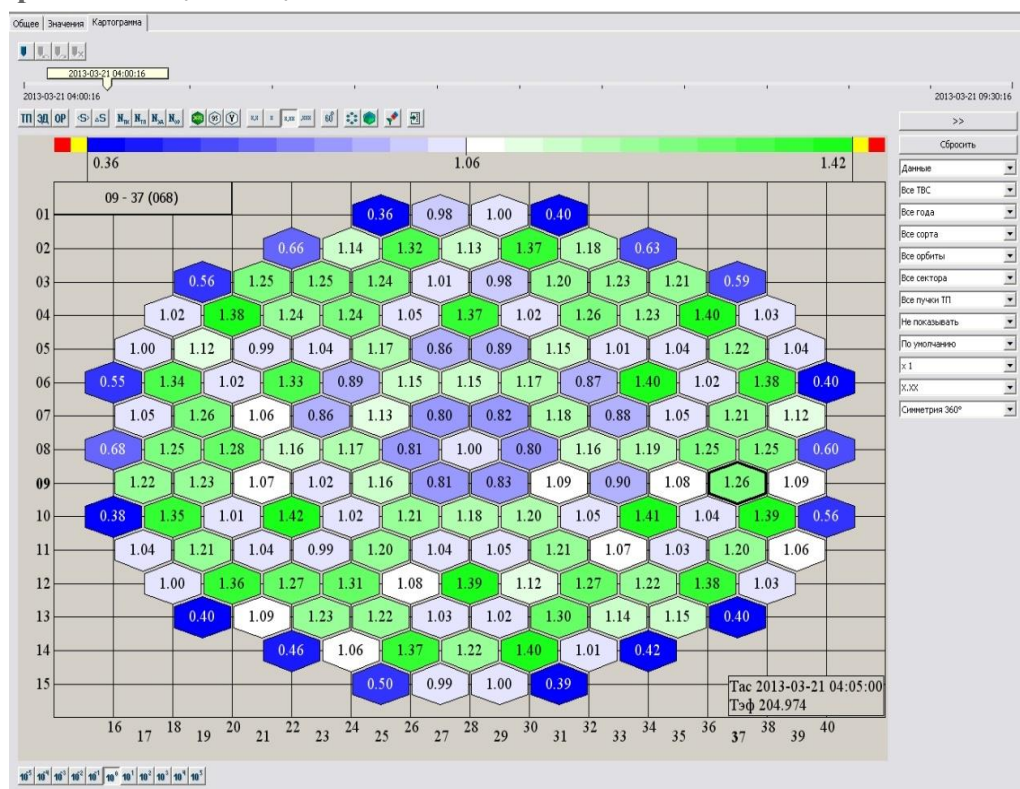 Общее Значения Картограмма
2013-03-21 04:00:16
2013-03-21 04:00:16 2013-03-21 09:30:16
ТП ЭД ОР S ΔS X,X X X,XX ,XXX 60°
>>
Сбросить
Данные
Все ТВС
Все года
Все сорта
Все орбиты
Все сектора
Все пучки ТП
Не показывать
По умолчанию
x 1
X.XX
Симметрия 360°
0.36 1.06 1.42
09 - 37 (068)
01 0.36 0.98 1.00 0.40
02 0.66 1.14 1.32 1.13 1.37 1.18 0.63
03 0.56 1.25 1.25 1.24 1.01 0.98 1.20 1.23 1.21 0.59
04 1.02 1.38 1.24 1.24 1.05 1.37 1.02 1.26 1.23 1.40 1.03
05 1.00 1.12 0.99 1.04 1.17 0.86 0.89 1.15 1.01 1.04 1.22 1.04
06 0.55 1.34 1.02 1.33 0.89 1.15 1.15 1.17 0.87 1.40 1.02 1.38 0.40
07 1.05 1.26 1.06 0.86 1.13 0.80 0.82 1.18 0.88 1.05 1.21 1.12
08 0.68 1.25 1.28 1.16 1.17 0.81 1.00 0.80 1.16 1.19 1.25 1.25 0.60
09 1.22 1.23 1.07 1.02 1.16 0.81 0.83 1.09 0.90 1.08 1.26 1.09
10 0.38 1.35 1.01 1.42 1.02 1.21 1.18 1.20 1.05 1.41 1.04 1.39 0.56
11 1.04 1.21 1.04 0.99 1.20 1.04 1.05 1.21 1.07 1.03 1.20 1.06
12 1.00 1.36 1.27 1.31 1.08 1.39 1.12 1.27 1.22 1.38 1.03
13 0.40 1.09 1.23 1.22 1.03 1.02 1.30 1.14 1.15 0.40
14 0.46 1.06 1.37 1.22 1.40 1.01 0.42
15 0.50 0.99 1.00 0.39
Тас 2013-03-21 04:05:00
Тэф 204.974
16 17 18 19 20 21 22 23 24 25 26 27 28 29 30 31 32 33 34 35 36 37 38 39 40
10⁻⁵ 10⁻⁴ 10⁻³ 10⁻² 10⁻¹ 10⁰ 10¹ 10² 10³ 10⁴ 10⁵